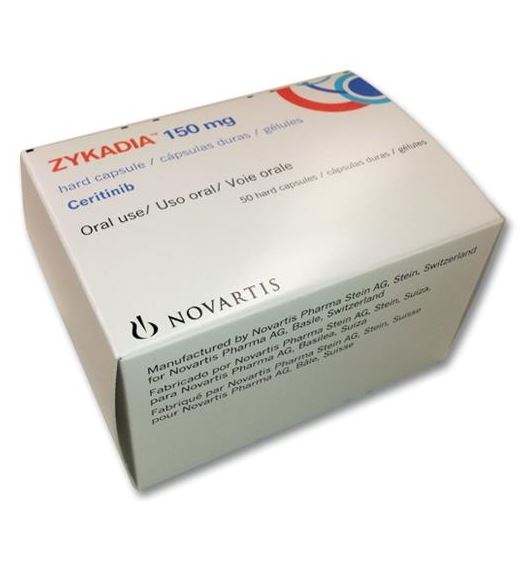 ZYKADIA™ 150 mg
hard capsule / cápsulas duras / gélules
Ceritinib
Oral use/ Uso oral/ Voie orale
50 hard capsules / cápsulas duras / gélules
NOVARTIS
Manufactured by Novartis Pharma Stein AG, Stein, Switzerland
for Novartis Pharma AG, Basle, Switzerland
Fabricado por Novartis Pharma Stein AG, Stein, Suiza,
para Novartis Pharma AG, Basilea, Suiza
Fabriqué par Novartis Pharma Stein AG, Stein, Suisse
pour Novartis Pharma AG, Bâle, Suisse